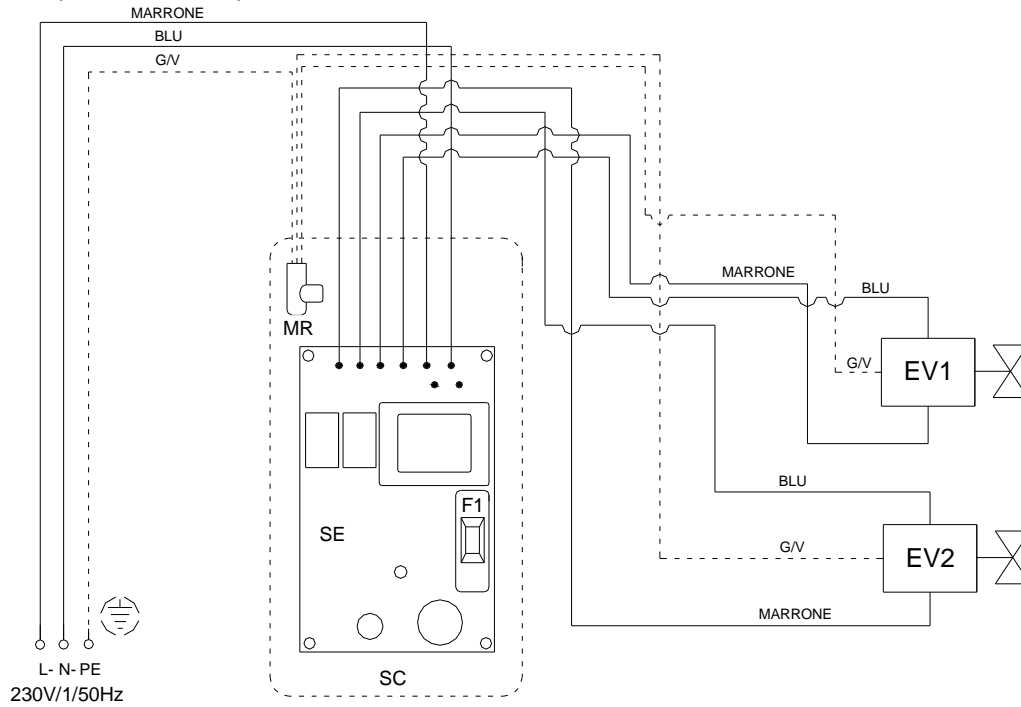 MARRONE
BLU
G/V
MARRONE
BLU
MR
G/V
EV1
BLU
F1
SE
G/V
EV2
MARRONE
L- N- PE
SC
230V/1/50Hz